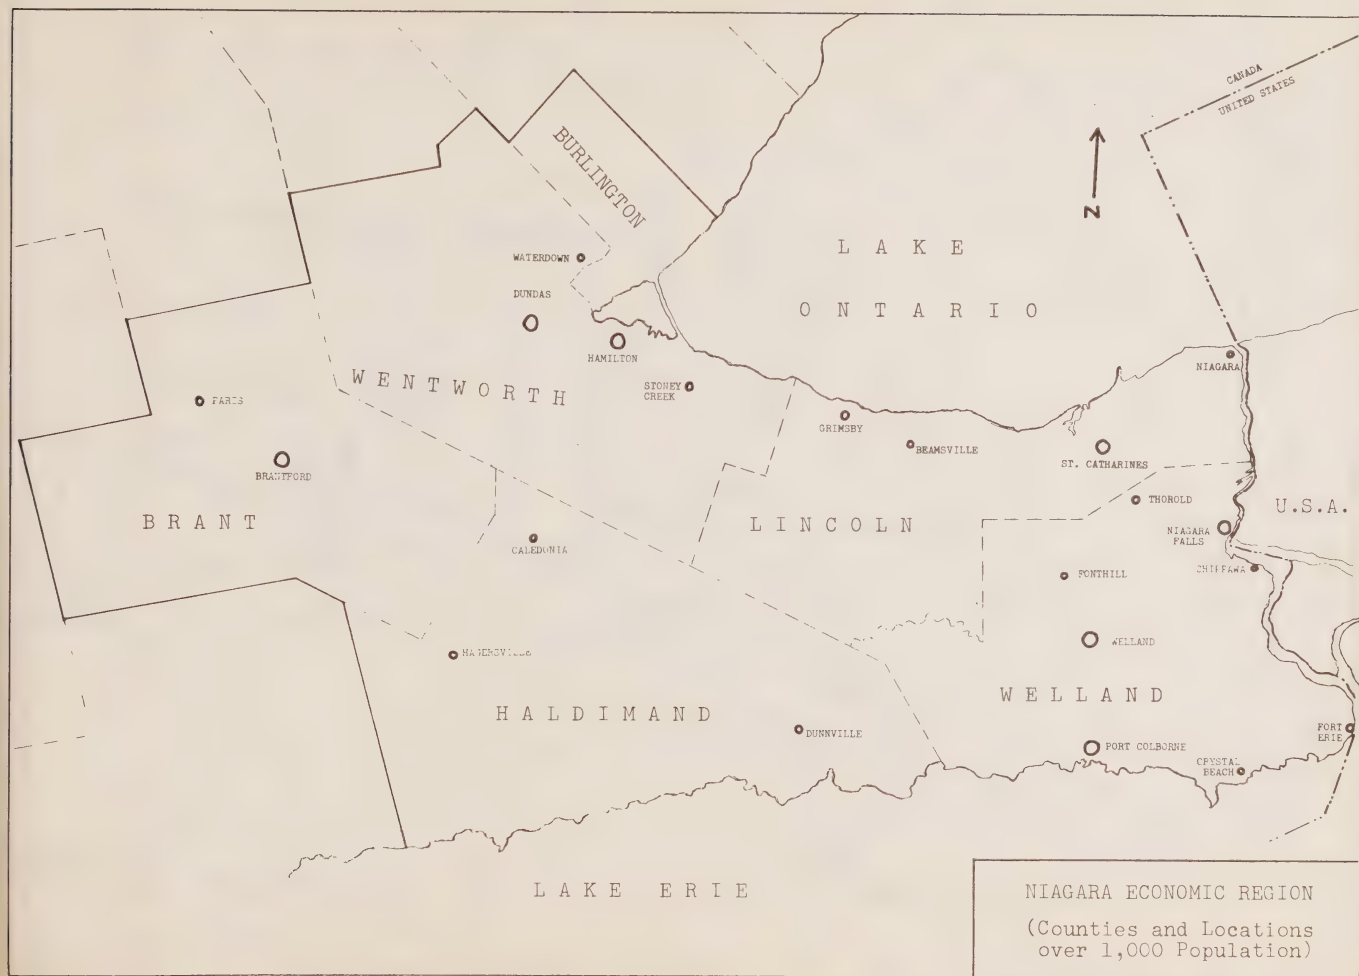 CANADA
UNITED STATES
BURLINGTON
N
LAKE
ONTARIO
WATERDOWN
DUNDAS
HAMILTON
NIAGARA
WENTWORTH
STONEY
CREEK
PARIS
GRIMSBY
BEAMSVILLE
ST. CATHARINES
BRANTFORD
THOROLD
U.S.A.
BRANT
LINCOLN
NIAGARA
FALLS
CALEDONIA
CHIPPAWA
FONTHILL
WELLAND
HAGERSVILLE
WELLAND
HALDIMAND
DUNNVILLE
FORT
ERIE
PORT COLBORNE
CRYSTAL
BEACH
LAKE ERIE
NIAGARA ECONOMIC REGION
(Counties and Locations
over 1,000 Population)